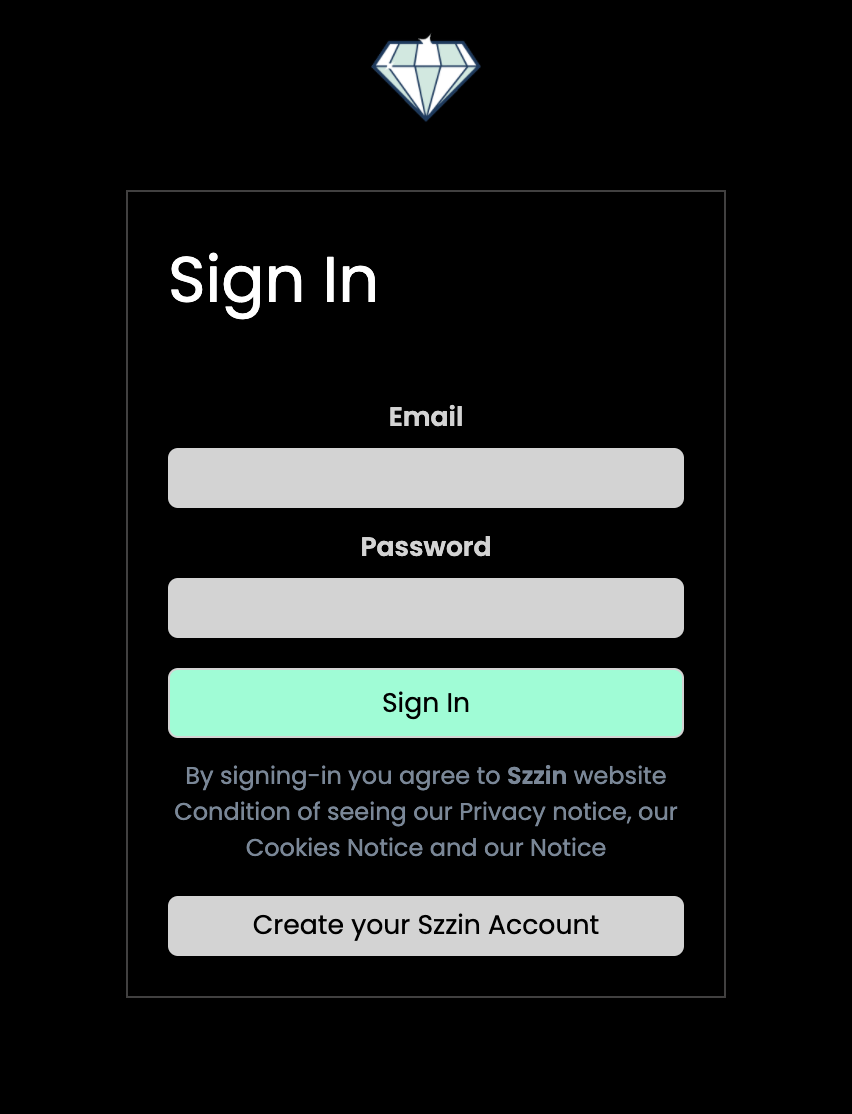 Sign In
Email
Password
Sign In
By signing-in you agree to Szzin website
Condition of seeing our Privacy notice, our
Cookies Notice and our Notice
Create your Szzin Account